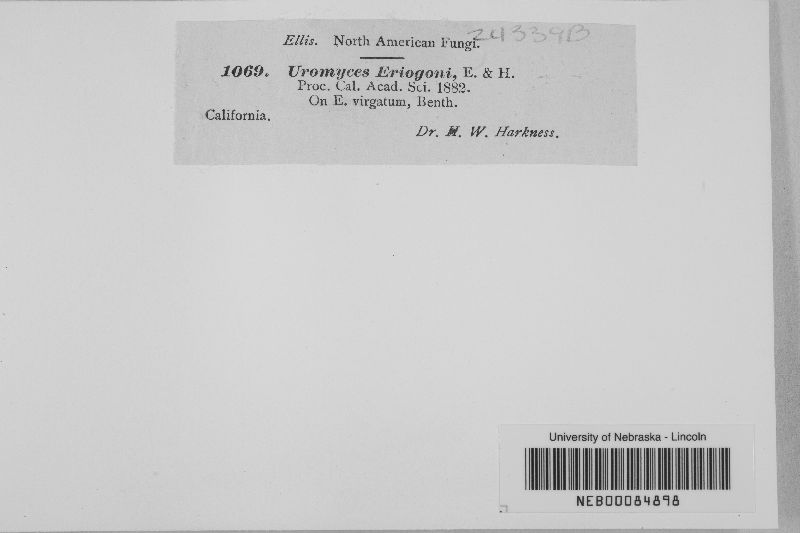 24339B
Ellis. North American Fungi.
1069. Uromyces Eriogoni, E. & H.
Proc. Cal. Acad. Sci. 1882.
On E. virgatum, Benth.
California.
Dr. H. W. Harkness.
University of Nebraska - Lincoln
NEB00084898